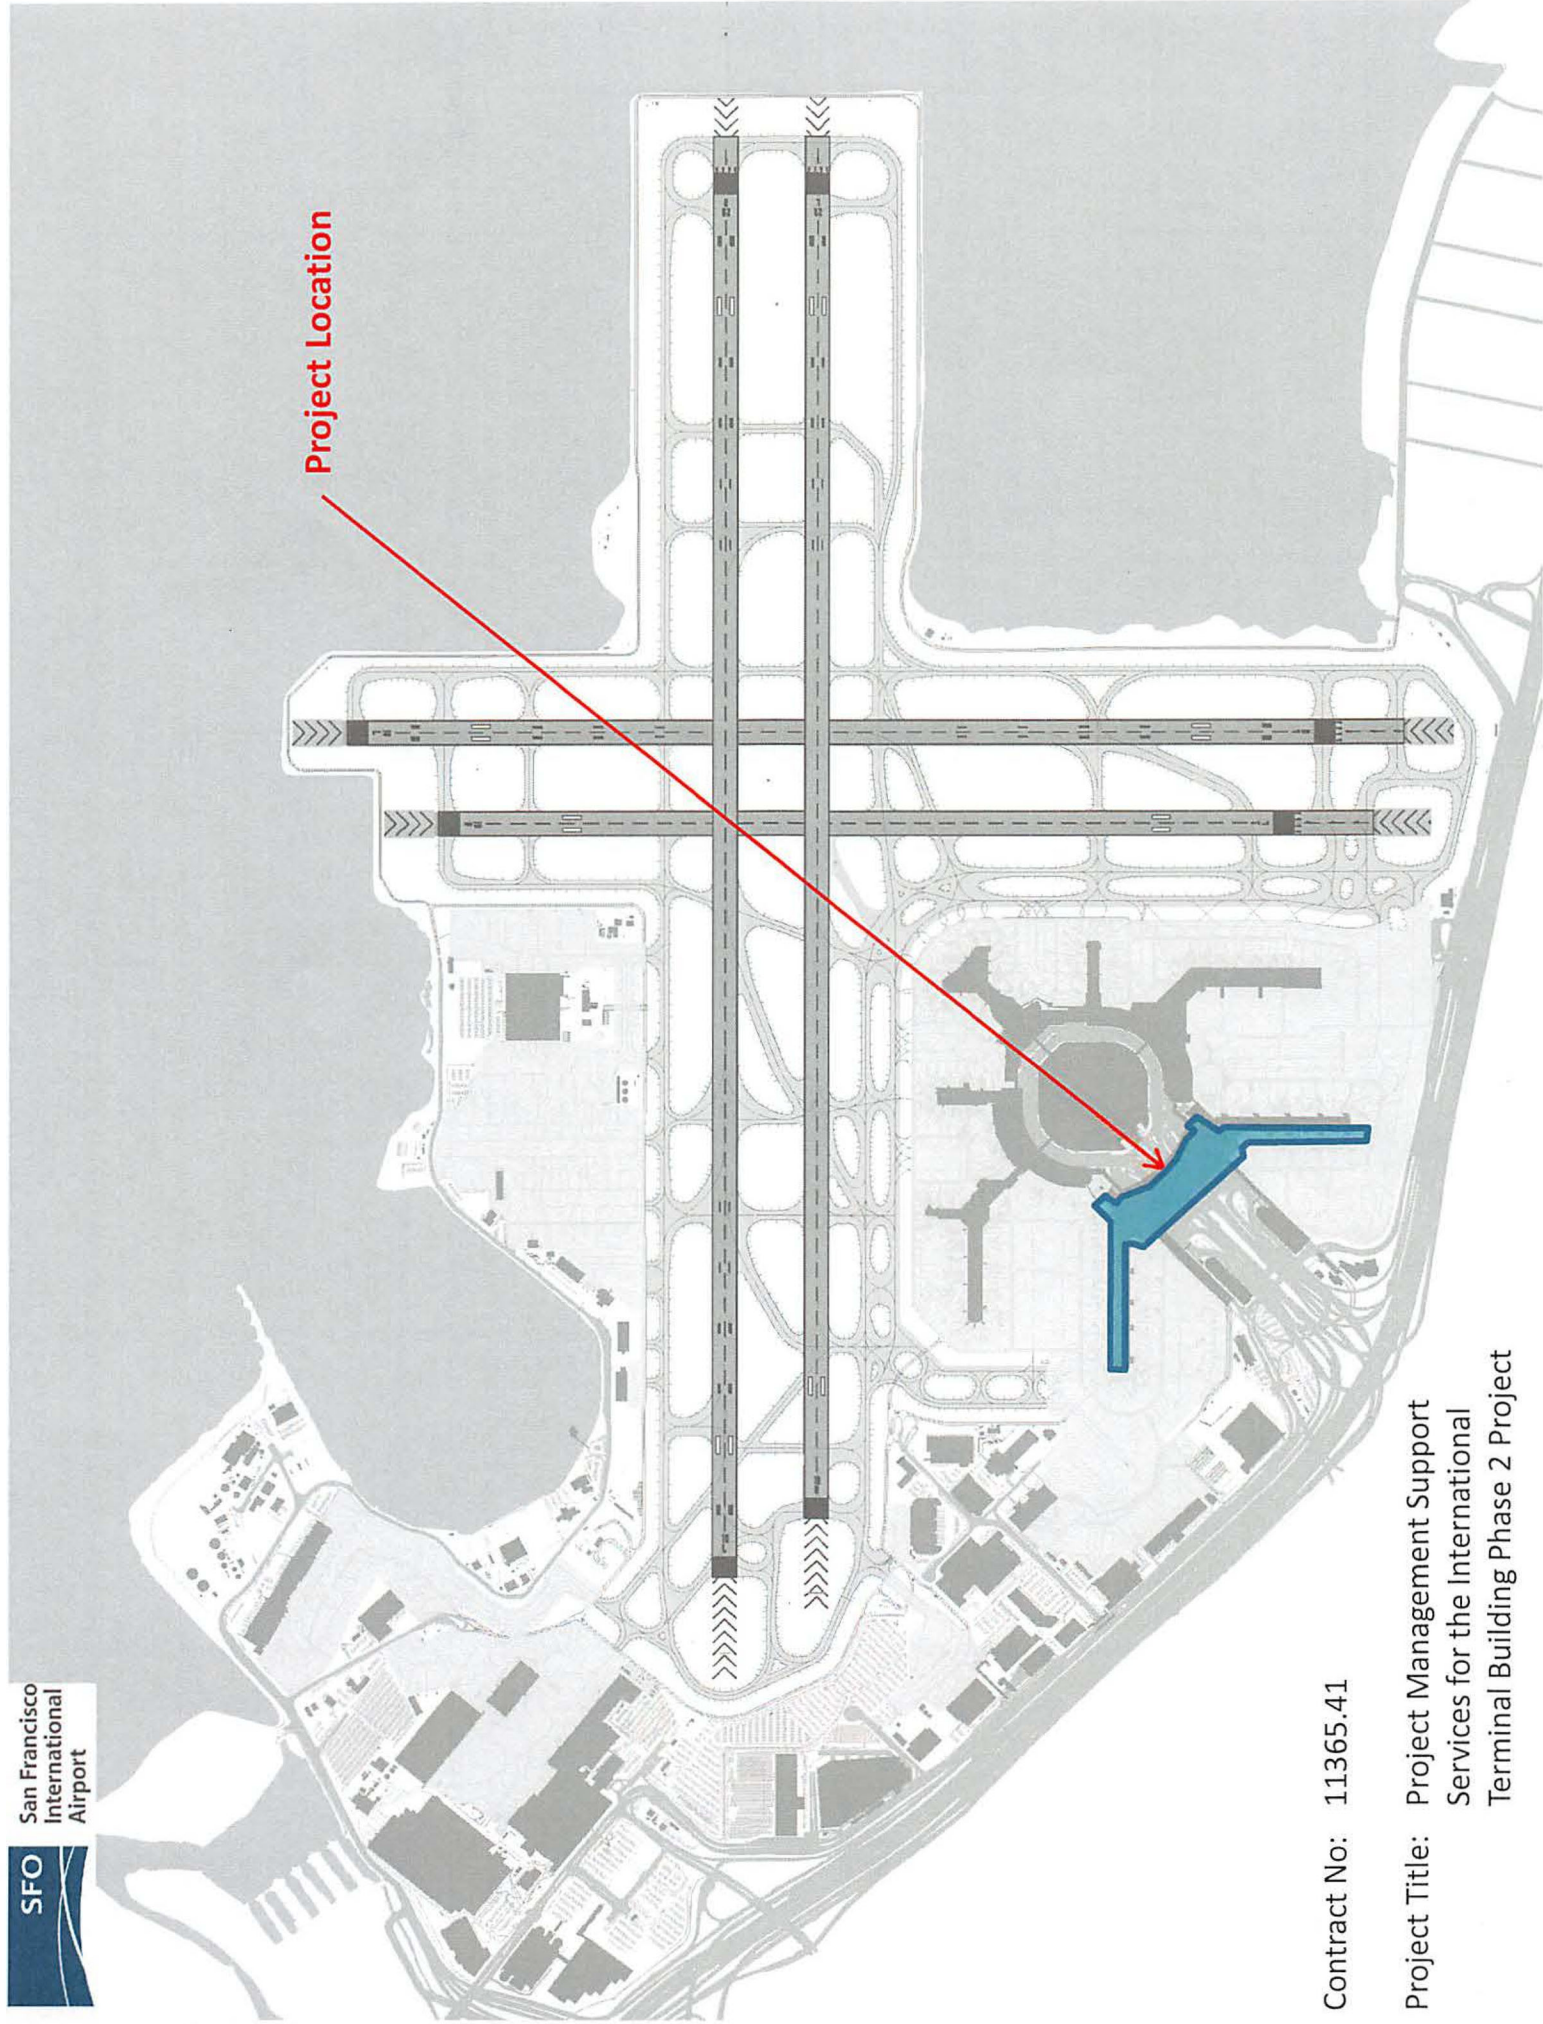 SFO
San Francisco
International
Airport
Project Location
Contract No: 11365.41
Project Title: Project Management Support
Services for the International
Terminal Building Phase 2 Project